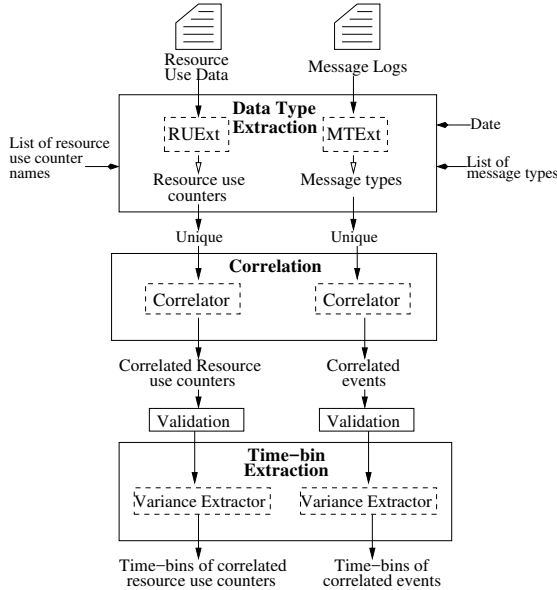 Resource
Use Data
Message Logs
Data Type
Extraction
RUExt
MTExt
Date
List of resource
use counter
names
List of
message types
Resource use
counters
Message types
Unique
Unique
Correlation
Correlator
Correlator
Correlated Resource
use counters
Correlated
events
Validation
Validation
Time-bin
Extraction
Variance Extractor
Variance Extractor
Time-bins of correlated
resource use counters
Time-bins of
correlated events